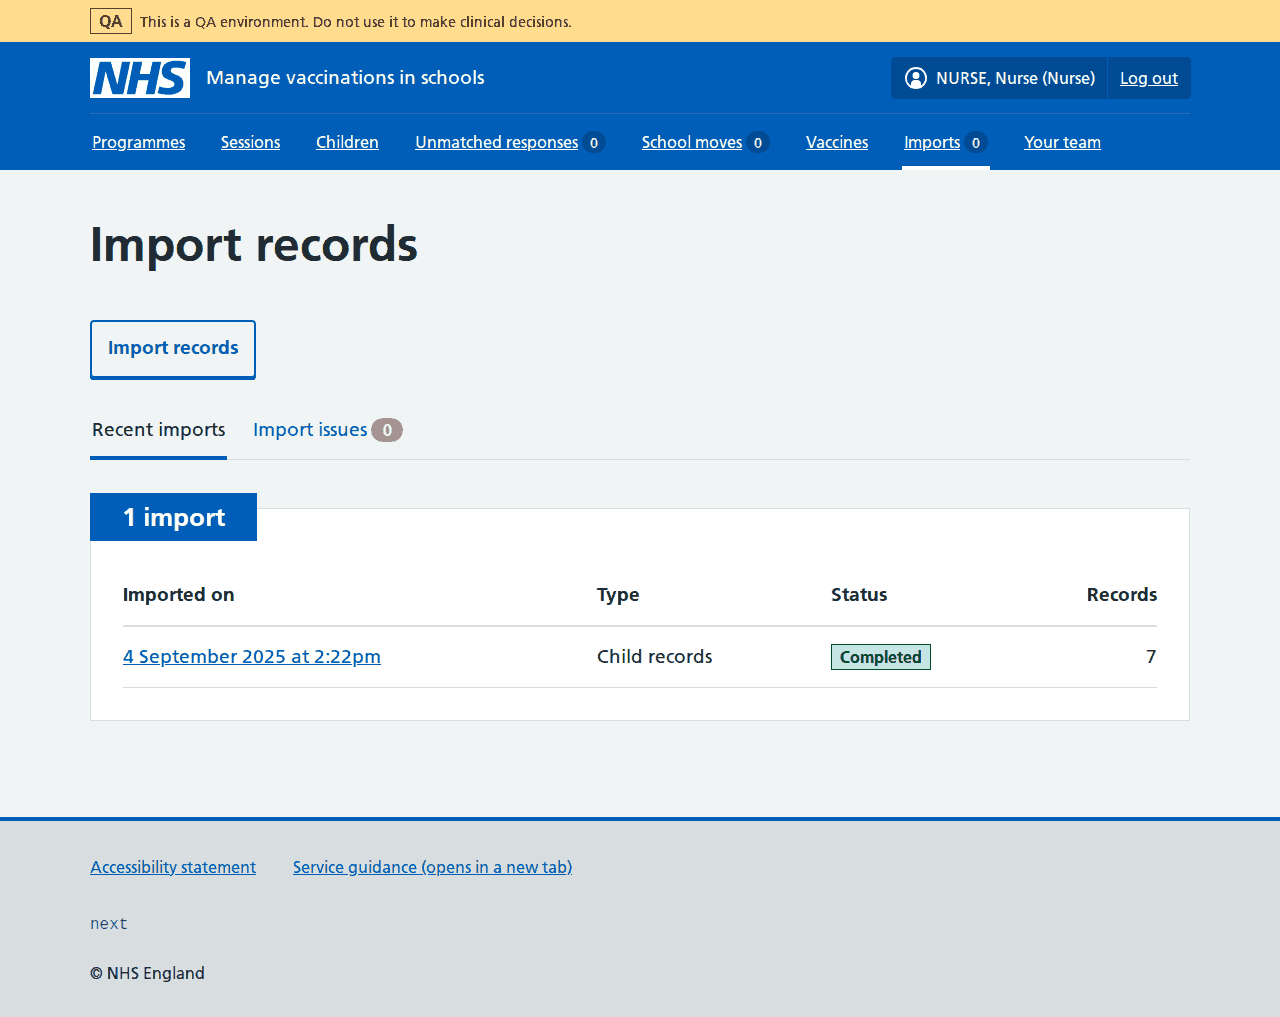 QA This is a QA environment. Do not use it to make clinical decisions.
NHS Manage vaccinations in schools NURSE, Nurse (Nurse) Log out
Programmes Sessions Children Unmatched responses 0 School moves 0 Vaccines Imports 0 Your team
Import records
Import records
Recent imports Import issues 0
1 import
Imported on Type Status Records
4 September 2025 at 2:22pm Child records Completed 7
Accessibility statement Service guidance (opens in a new tab)
next
© NHS England